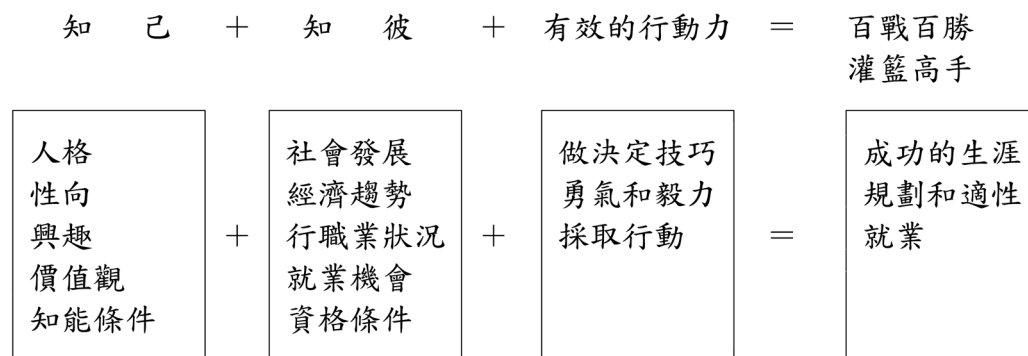 知己 + 知彼 + 有效的行動力 = 百戰百勝
灌籃高手
人格
性向
興趣
價值觀
知能條件
+
社會發展
經濟趨勢
行職業狀況
就業機會
資格條件
+
做決定技巧
勇氣和毅力
採取行動
=
成功的生涯
規劃和適性
就業